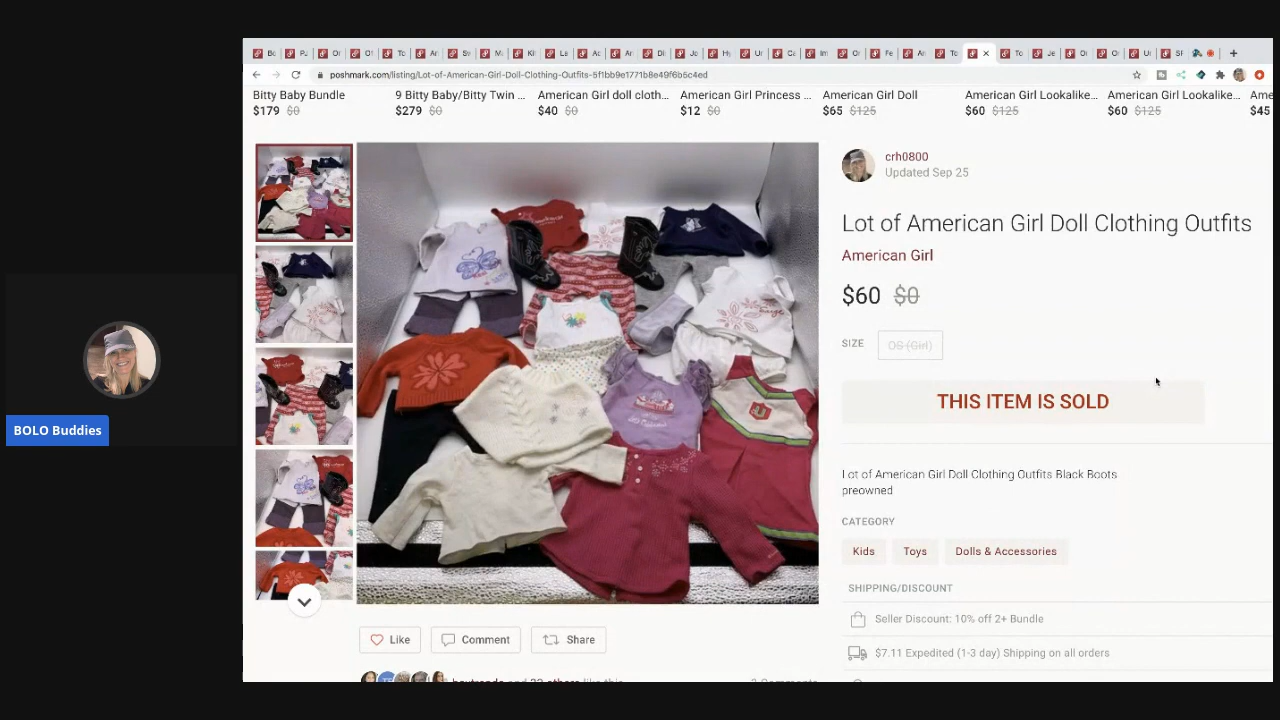 poshmark.com/listing/Lot-of-American-Girl-Doll-Clothing-Outfits-5f1bb9e1771b8e49f6b5c4ed
Bitty Baby Bundle
$179 $0
9 Bitty Baby/Bitty Twin ...
$279 $0
American Girl doll cloth...
$40 $0
American Girl Princess ...
$12 $0
American Girl Doll
$65 $125
American Girl Lookalike...
$60 $125
American Girl Lookalike...
$60 $125
$45
crh0800
Updated Sep 25
Lot of American Girl Doll Clothing Outfits
American Girl
$60 $0
SIZE
OS (Girl)
THIS ITEM IS SOLD
Lot of American Girl Doll Clothing Outfits Black Boots
preowned
CATEGORY
Kids
Toys
Dolls & Accessories
SHIPPING/DISCOUNT
Seller Discount: 10% off 2+ Bundle
$7.11 Expedited (1-3 day) Shipping on all orders
Like
Comment
Share
BOLO Buddies